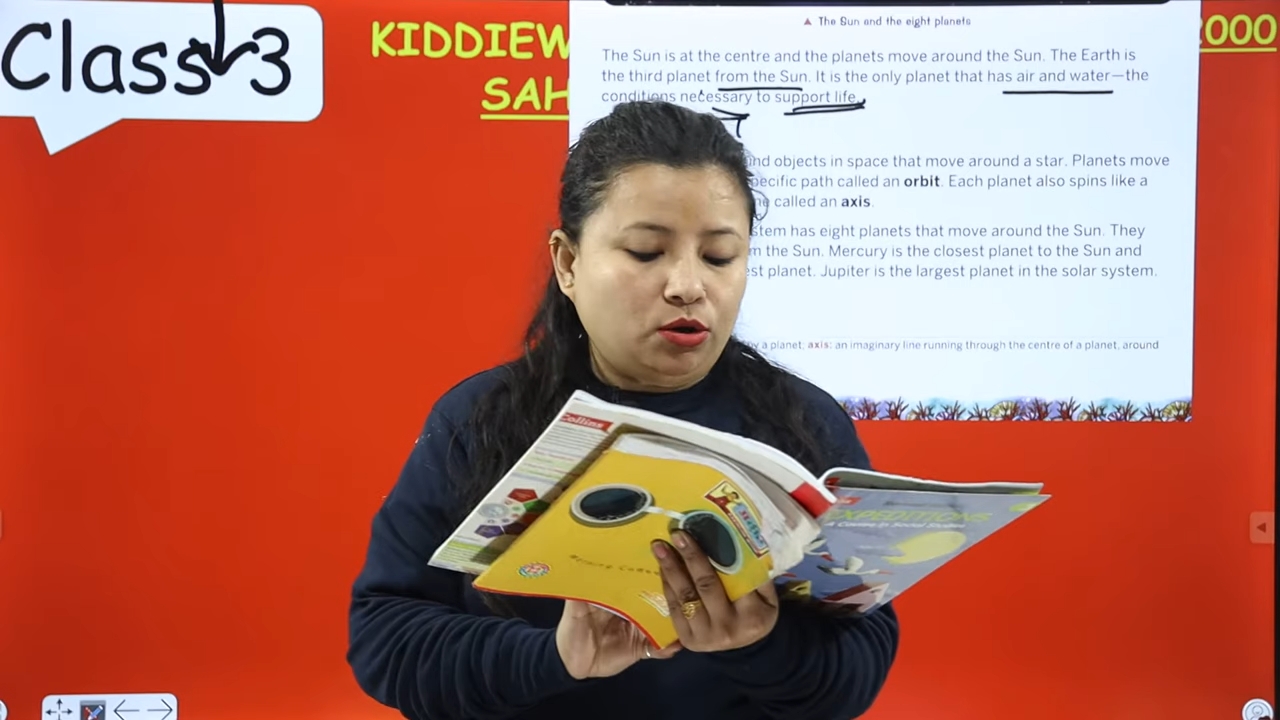 Class 3
KIDDIEW
2000
SAH
▲ The Sun and the eight planets
The Sun is at the centre and the planets move around the Sun. The Earth is
the third planet from the Sun. It is the only planet that has air and water—the
conditions necessary to support life.
objects in space that move around a star. Planets move
path called an orbit. Each planet also spins like a
called an axis.
has eight planets that move around the Sun. They
the Sun. Mercury is the closest planet to the Sun and
planet. Jupiter is the largest planet in the solar system.
a planet; axis: an imaginary line running through the centre of a planet, around
Collins
EXPEDITIONS
A Course in Social Studies